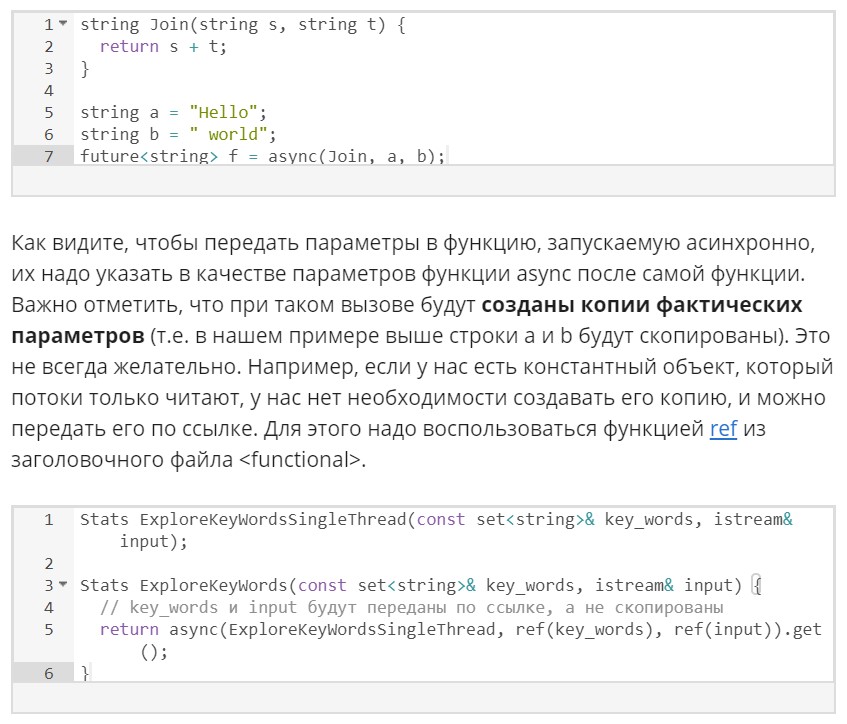 1 string Join(string s, string t) {
2 return s + t;
3 }
4
5 string a = "Hello";
6 string b = " world";
7 future<string> f = async(Join, a, b);
Как видите, чтобы передать параметры в функцию, запускаемую асинхронно,
их надо указать в качестве параметров функции async после самой функции.
Важно отметить, что при таком вызове будут созданы копии фактических
параметров (т.е. в нашем примере выше строки a и b будут скопированы). Это
не всегда желательно. Например, если у нас есть константный объект, который
потоки только читают, у нас нет необходимости создавать его копию, и можно
передать его по ссылке. Для этого надо воспользоваться функцией ref из
заголовочного файла <functional>.
1 Stats ExploreKeyWordsSingleThread(const set<string>& key_words, istream&
input);
2
3 Stats ExploreKeyWords(const set<string>& key_words, istream& input) {
4 // key_words и input будут переданы по ссылке, а не скопированы
5 return async(ExploreKeyWordsSingleThread, ref(key_words), ref(input)).get
();
6 }